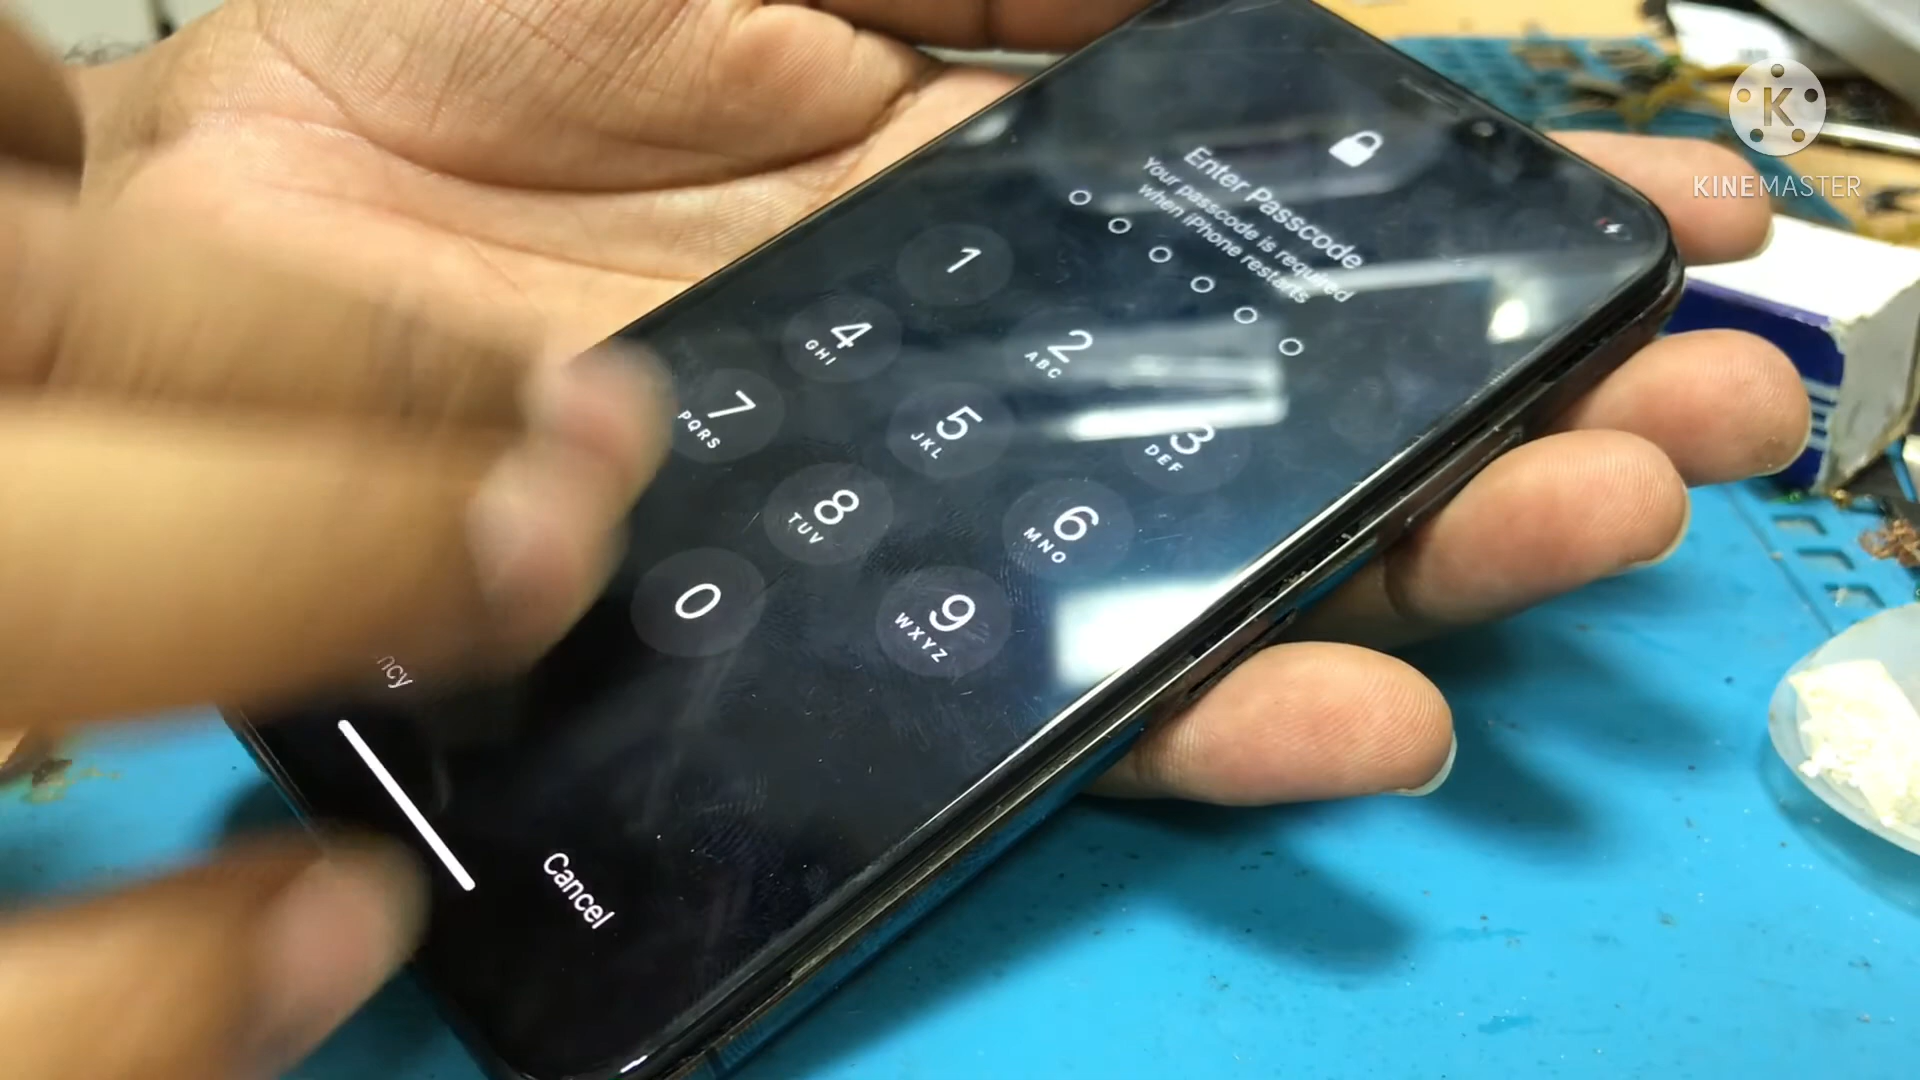 K
KINEMASTER
Enter Passcode
Your passcode is required
when iPhone restarts
1
2
ABC
3
DEF
4
GHI
5
JKL
6
MNO
7
PQRS
8
TUV
9
WXYZ
0
Cancel